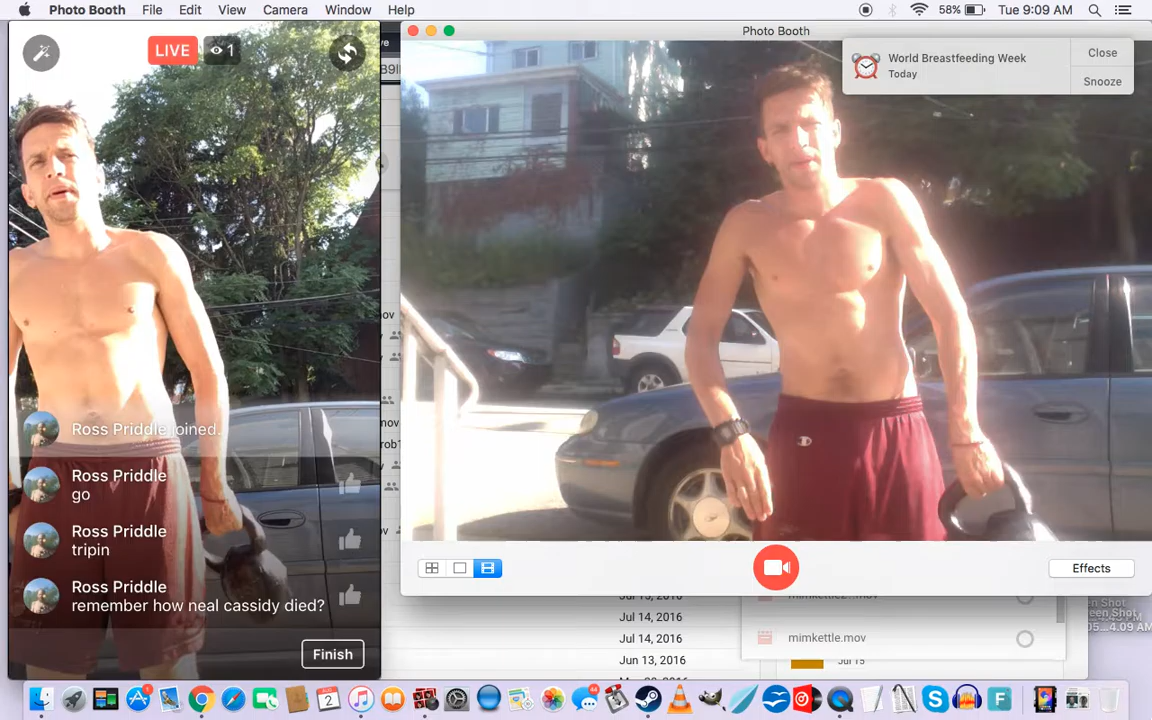 Photo Booth File Edit View Camera Window Help 58% Tue 9:09 AM
LIVE 1
Photo Booth
World Breastfeeding Week
Today
Close
Snooze
Ross Priddle joined.
Ross Priddle
go
Ross Priddle
tripin
Ross Priddle
remember how neal cassidy died?
Finish
Effects
Jul 14, 2016
Jul 14, 2016
Jun 13, 2016
mimkettle.mov
Jul 15